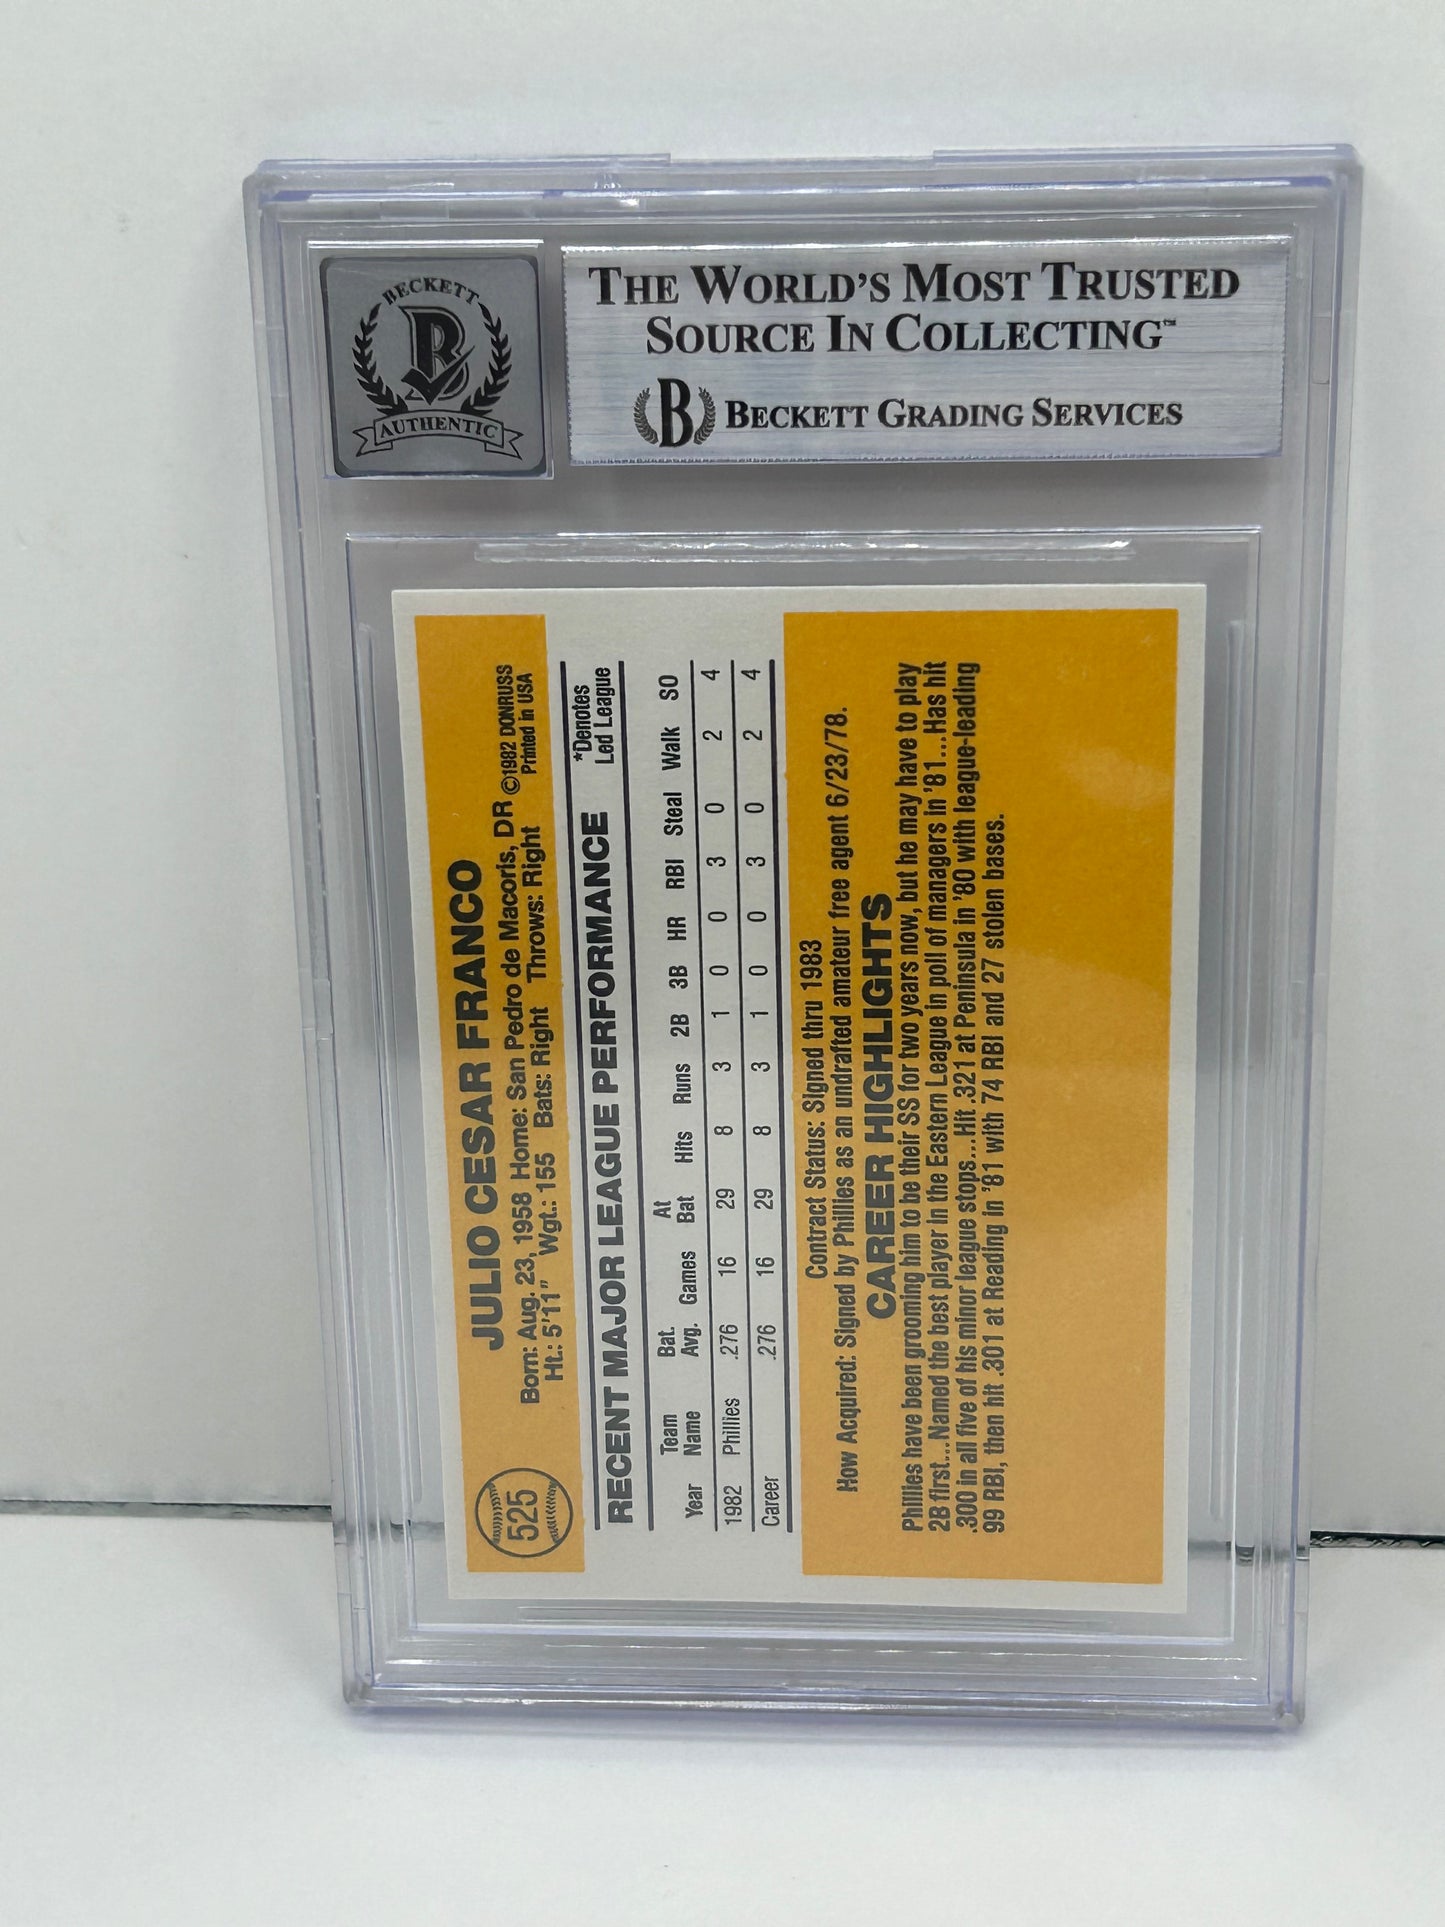 BECKETT
B
AUTHENTIC
THE WORLD'S MOST TRUSTED
SOURCE IN COLLECTING™
B BECKETT GRADING SERVICES
525
JULIO CESAR FRANCO
Born: Aug. 23, 1958 Home: San Pedro de Macoris, DR
Ht.: 5'11" Wgt.: 155 Bats: Right Throws: Right
©1982 DONRUSS
Printed in USA
RECENT MAJOR LEAGUE PERFORMANCE
*Denotes
Led League
Year Team Name Bat. Avg. Games At Bat Hits Runs 2B 3B HR RBI Steal Walk SO
1982 Phillies .276 16 29 8 3 1 0 0 3 0 2 4
Career .276 16 29 8 3 1 0 0 3 0 2 4
Contract Status: Signed thru 1983
How Acquired: Signed by Phillies as an undrafted amateur free agent 6/23/78.
CAREER HIGHLIGHTS
Phillies have been grooming him to be their SS for two years now, but he may have to play
2B first...Named the best player in the Eastern League in poll of managers in '81...Has hit
.300 in all five of his minor league stops...Hit .321 at Peninsula in '80 with league-leading
99 RBI, then hit .301 at Reading in '81 with 74 RBI and 27 stolen bases.